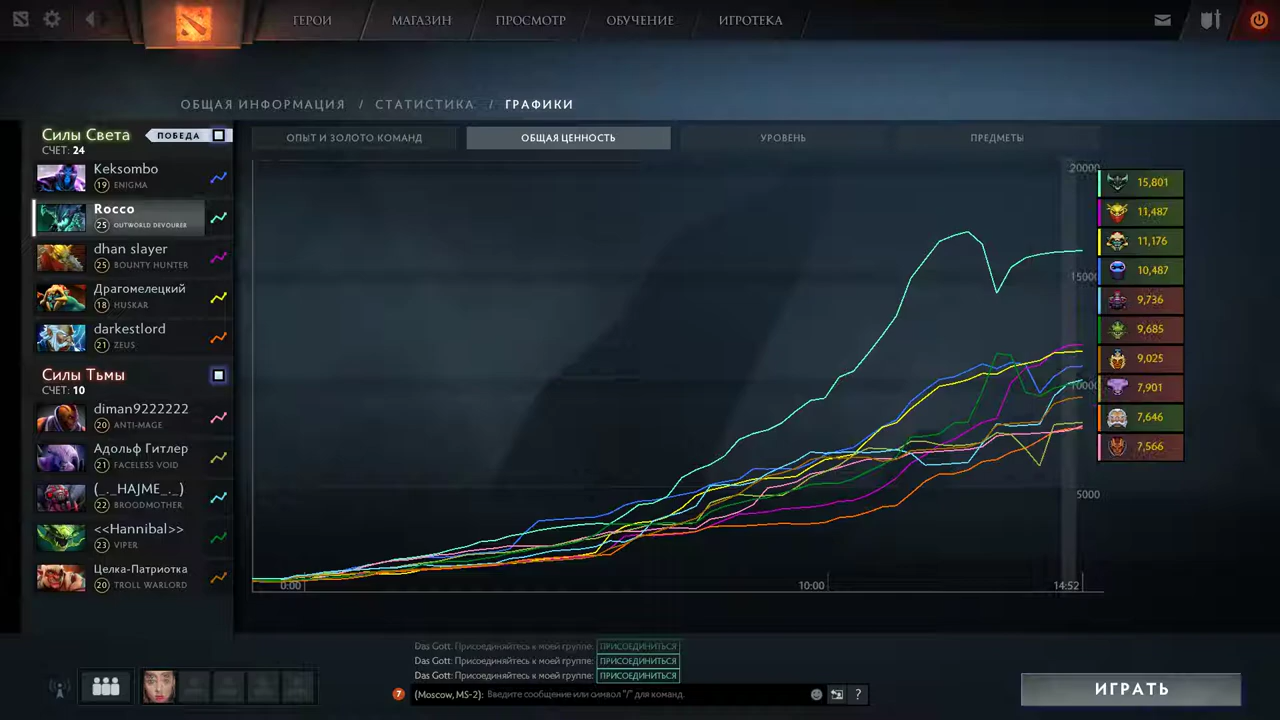 ГЕРОИ
МАГАЗИН
ПРОСМОТР
ОБУЧЕНИЕ
ИГРОТЕКА
ОБЩАЯ ИНФОРМАЦИЯ / СТАТИСТИКА / ГРАФИКИ
Силы Света
ПОБЕДА
СЧЕТ: 24
Keksombo
19 ENIGMA
Rocco
25 OUTWORLD DEVOURER
dhan slayer
25 BOUNTY HUNTER
Драгомелецкий
18 HUSKAR
darkestlord
21 ZEUS
Силы Тьмы
СЧЕТ: 10
diman9222222
20 ANTI-MAGE
Адольф Гитлер
21 FACELESS VOID
(_._HAJME_._)
22 BROODMOTHER
<<Hannibal>>
23 VIPER
Целка-Патриотка
20 TROLL WARLORD
ОПЫТ И ЗОЛОТО КОМАНД
ОБЩАЯ ЦЕННОСТЬ
УРОВЕНЬ
ПРЕДМЕТЫ
20000
15000
10000
5000
0:00
10:00
14:52
15,801
11,487
11,176
10,487
9,736
9,685
9,025
7,901
7,646
7,566
Das Gott: Присоединяйтесь к моей группе: ПРИСОЕДИНИТЬСЯ
Das Gott: Присоединяйтесь к моей группе: ПРИСОЕДИНИТЬСЯ
Das Gott: Присоединяйтесь к моей группе: ПРИСОЕДИНИТЬСЯ
7 (Moscow, MS-2): Введите сообщение или символ "/" для команд. ?
ИГРАТЬ